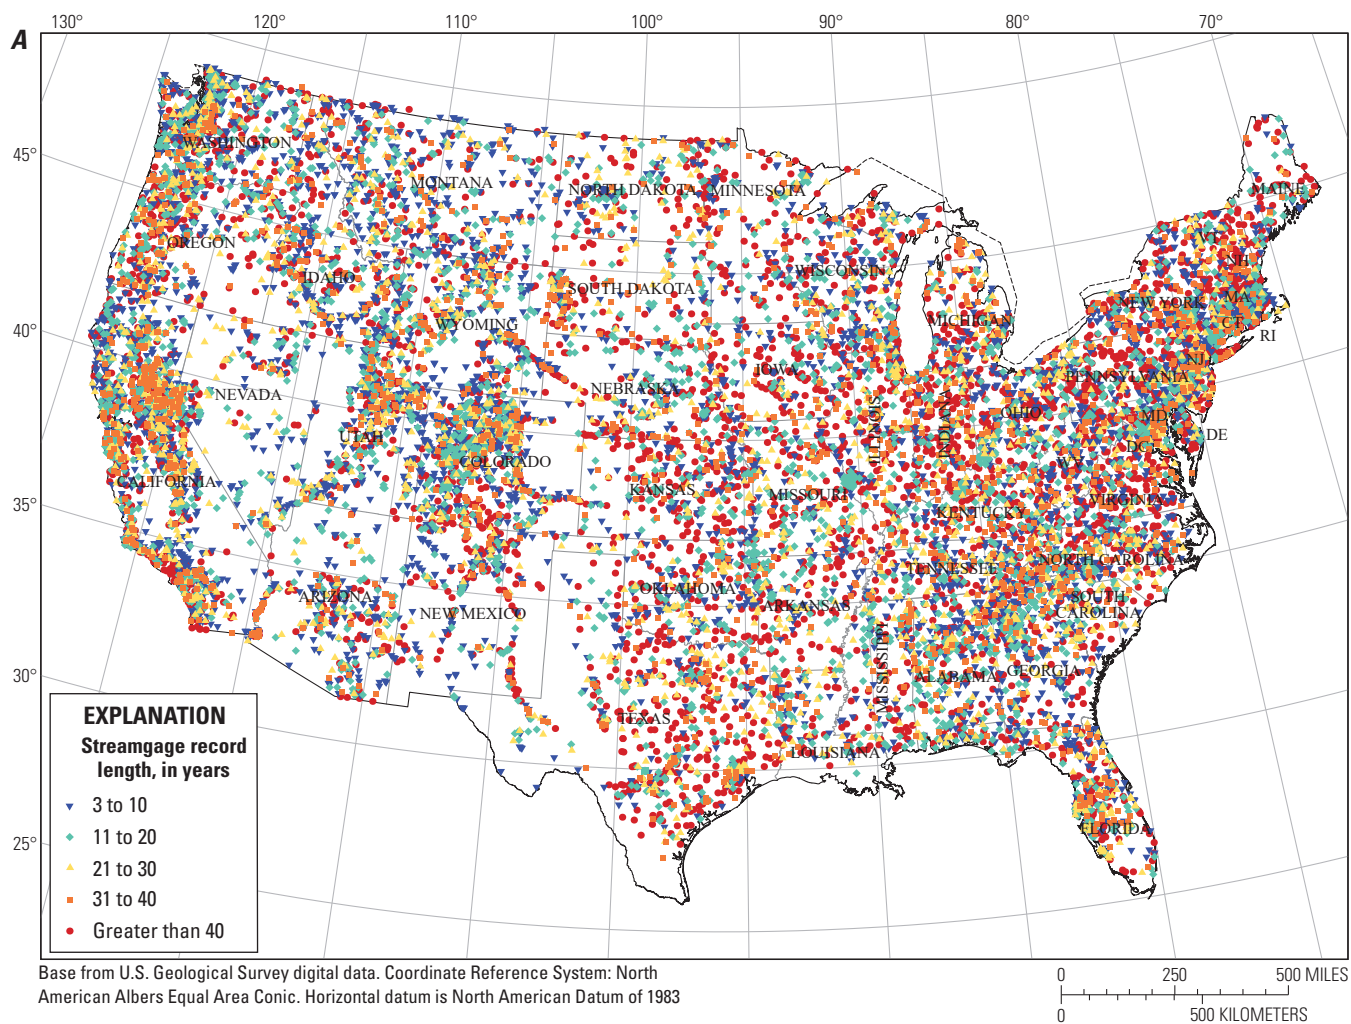 130°
120°
110°
100°
90°
80°
70°
A
45°
40°
35°
30°
25°
WASHINGTON
MONTANA
NORTH DAKOTA
MINNESOTA
MAINE
OREGON
VT
NH
IDAHO
WISCONSIN
SOUTH DAKOTA
NEW YORK
MA
WYOMING
MICHIGAN
CT
RI
NJ
IOWA
PENNSYLVANIA
NEVADA
NEBRASKA
OHIO
MD
UTAH
ILLINOIS
INDIANA
DC
DE
COLORADO
WV
CALIFORNIA
KANSAS
MISSOURI
VIRGINIA
KENTUCKY
NORTH CAROLINA
TENNESSEE
OKLAHOMA
ARIZONA
SOUTH
CAROLINA
ARKANSAS
NEW MEXICO
MISSISSIPPI
ALABAMA
GEORGIA
TEXAS
LOUISIANA
FLORIDA
EXPLANATION
Streamgage record
length, in years
3 to 10
11 to 20
21 to 30
31 to 40
Greater than 40
Base from U.S. Geological Survey digital data. Coordinate Reference System: North
American Albers Equal Area Conic. Horizontal datum is North American Datum of 1983
0 250 500 MILES
0 500 KILOMETERS